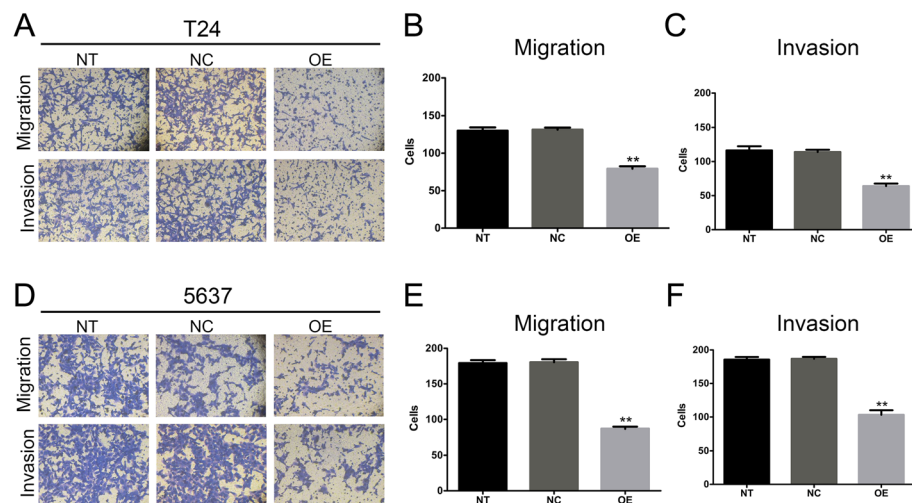 A
T24
NT NC OE
Migration
Invasion
B
Migration
Cells
200
150
100
50
0
**
NT NC OE
C
Invasion
Cells
200
150
100
50
0
**
NT NC OE
D
5637
NT NC OE
Migration
Invasion
E
Migration
Cells
200
150
100
50
0
**
NT NC OE
F
Invasion
Cells
200
150
100
50
0
**
NT NC OE